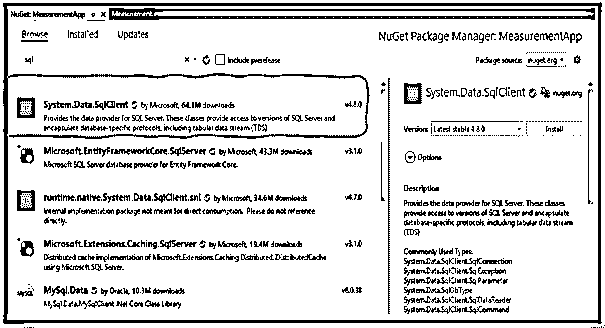 NuGet: MeasurementApp
Browse Installed Updates
NuGet Package Manager: MeasurementApp
sql
Include prerelease
Package source: nuget.org
System.Data.SqlClient by Microsoft, 64.1M downloads v4.8.0
Provides the data provider for SQL Server. These classes provide access to versions of SQL Server and
encapsulate database-specific protocols, including tabular data stream (TDS)
Microsoft.EntityFrameworkCore.SqlServer by Microsoft, 43.3M downloads v3.1.0
Microsoft SQL Server database provider for Entity Framework Core.
runtime.native.System.Data.SqlClient.sni by Microsoft, 34.6M downloads v4.7.0
Internal implementation package not meant for direct consumption. Please do not reference
directly.
Microsoft.Extensions.Caching.SqlServer by Microsoft, 19.4M downloads v3.1.0
Distributed cache implementation of Microsoft.Extensions.Caching.Distributed.IDistributedCache
using Microsoft SQL Server.
MySql.Data by Oracle, 10.3M downloads
MySql.Data.MySqlClient .Net Core Class Library
System.Data.SqlClient nuget.org
Version: Latest stable 4.8.0 Install
Options
Description
Provides the data provider for SQL Server. These classes
provide access to versions of SQL Server and encapsulate
database-specific protocols, including tabular data stream
(TDS)
Commonly Used Types:
System.Data.SqlClient.SqlConnection
System.Data.SqlClient.SqlException
System.Data.SqlClient.SqlParameter
System.Data.SqlDbType
System.Data.SqlClient.SqlDataReader
System.Data.SqlClient.SqlCommand